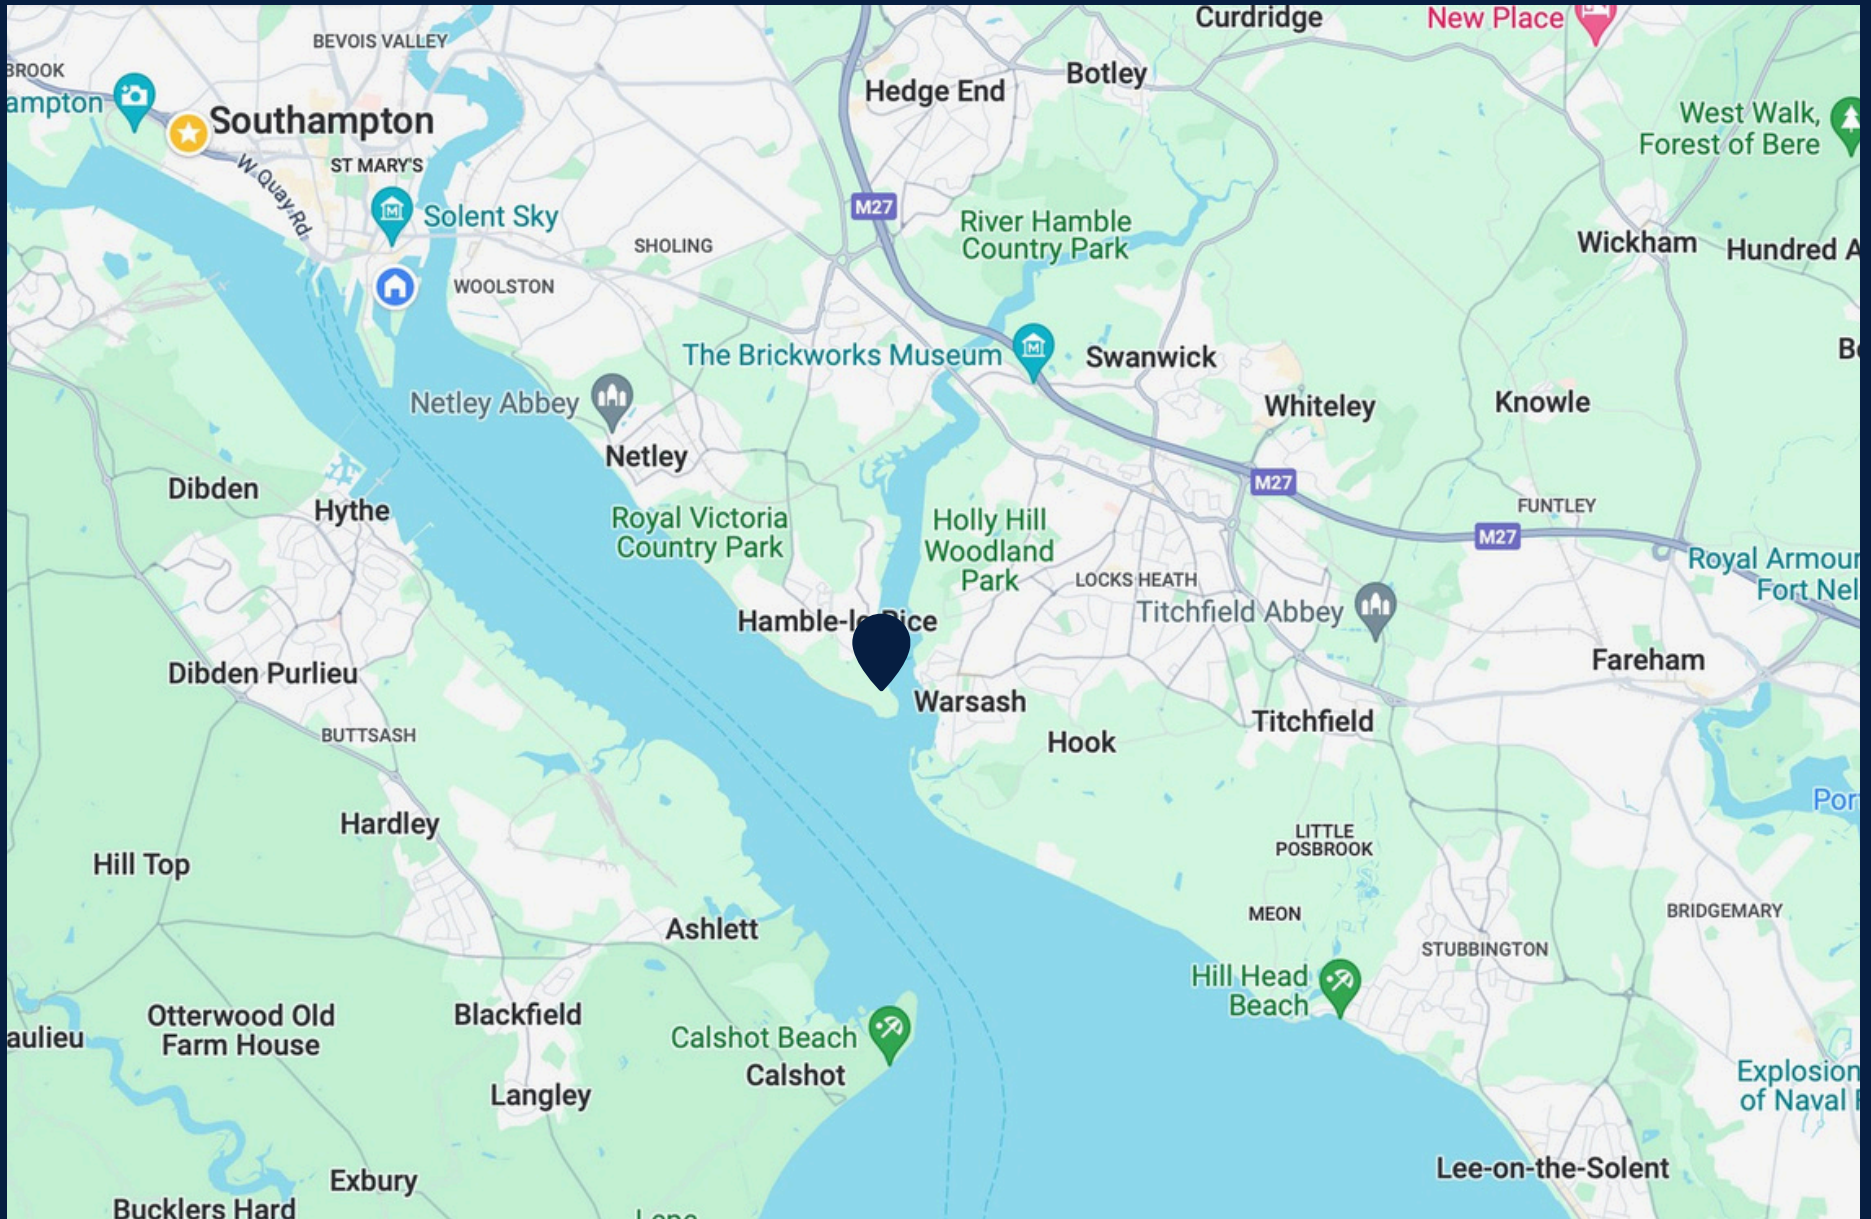 Curdridge
New Place
BEVOIS VALLEY
BROOK
Botley
Hedge End
ampton
West Walk,
Forest of Bere
Southampton
W Quay Rd
ST MARY'S
M27
Solent Sky
River Hamble
Country Park
SHOLING
Wickham
Hundred A
WOOLSTON
The Brickworks Museum
Swanwick
Netley Abbey
Whiteley
Knowle
Netley
Dibden
M27
Hythe
FUNTLEY
Royal Victoria
Country Park
Holly Hill
Woodland
Park
M27
Royal Armour
Fort Nel
LOCKS HEATH
Titchfield Abbey
Hamble-le-Rice
Fareham
Dibden Purlieu
Warsash
Titchfield
BUTTSASH
Hook
Por
Hardley
LITTLE
POSBROOK
Hill Top
MEON
BRIDGEMARY
Ashlett
STUBBINGTON
Hill Head
Beach
Otterwood Old
Farm House
Blackfield
aulieu
Calshot Beach
Calshot
Explosion
of Naval
Langley
Lee-on-the-Solent
Exbury
Bucklers Hard